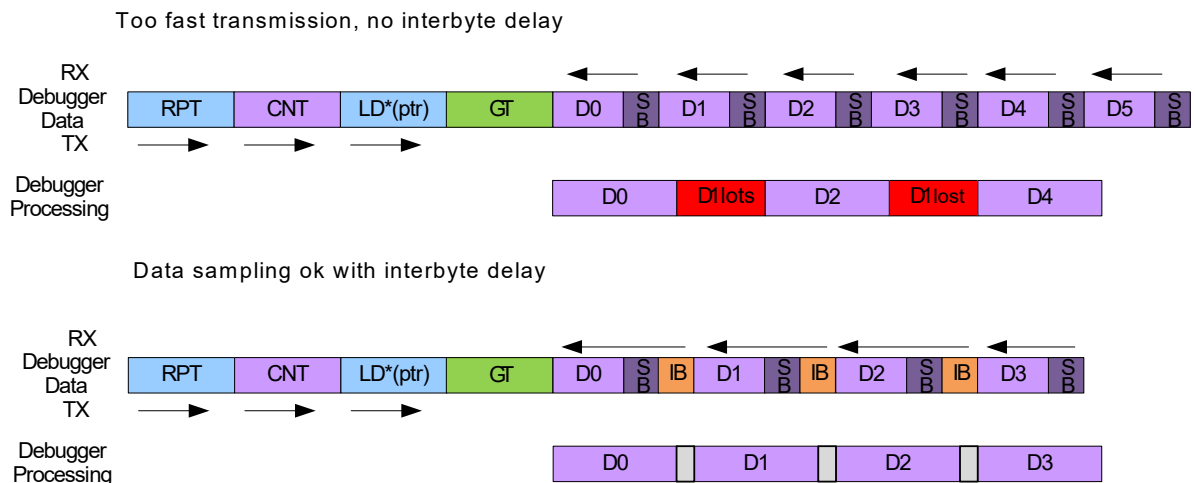 Too fast transmission, no interbyte delay
RX
Debugger
Data
TX
RPT CNT LD*(ptr) GT D0 SB D1 SB D2 SB D3 SB D4 SB D5 SB
Debugger
Processing
D0 D1lots D2 D1lost D4
Data sampling ok with interbyte delay
RX
Debugger
Data
TX
RPT CNT LD*(ptr) GT D0 SB IB D1 SB IB D2 SB IB D3 SB
Debugger
Processing
D0 D1 D2 D3